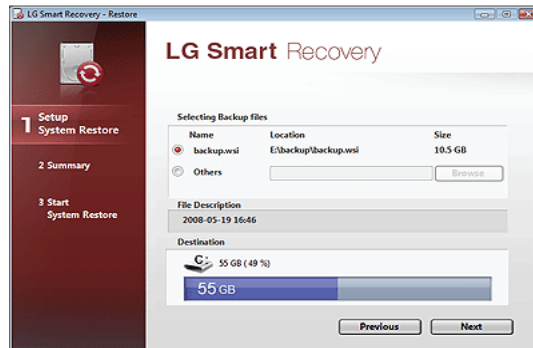 LG Smart Recovery - Restore
LG Smart Recovery
1 Setup
System Restore
2 Summary
3 Start
System Restore
Selecting Backup files
Name Location Size
backup.wsi E:\backup\backup.wsi 10.5 GB
Others Browse
File Description
2008-05-19 16:46
Destination
C: 55 GB ( 49 %)
55 GB
Previous Next